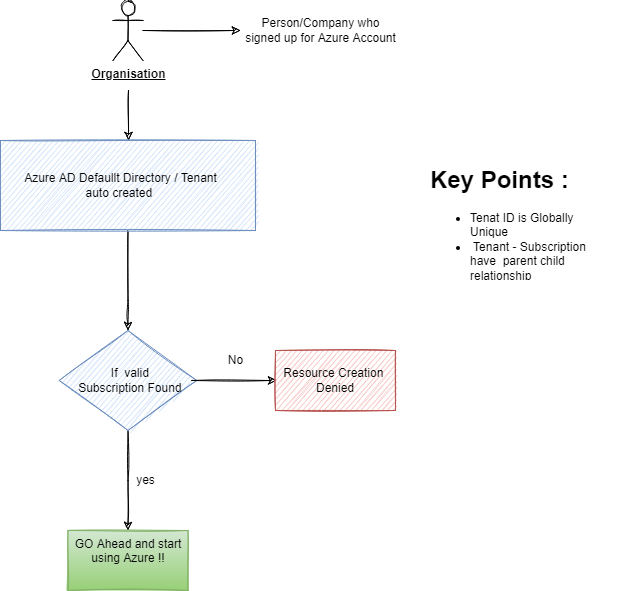 Person/Company who
signed up for Azure Account
Organisation
Azure AD Defaullt Directory / Tenant
auto created
Key Points :
Tenat ID is Globally
Unique
Tenant - Subscription
have parent child
relationship
If valid
Subscription Found
No
Resource Creation
Denied
yes
GO Ahead and start
using Azure !!